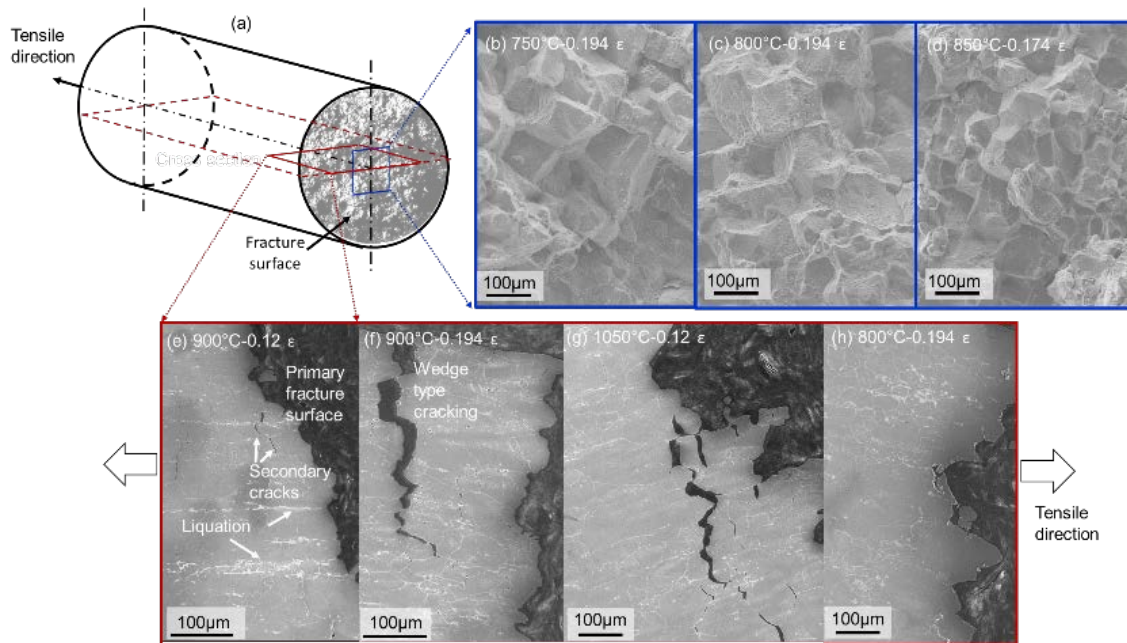 (a)
Tensile
direction
Fracture
surface
(b) 750°C-0.194 ε
100µm
(c) 800°C-0.194 ε
100µm
(d) 850°C-0.174 ε
100µm
(e) 900°C-0.12 ε
Primary
fracture
surface
Secondary
cracks
Liquation
100µm
(f) 900°C-0.194 ε
Wedge
type
cracking
100µm
(g) 1050°C-0.12 ε
100µm
(h) 800°C-0.194 ε
100µm
Tensile
direction